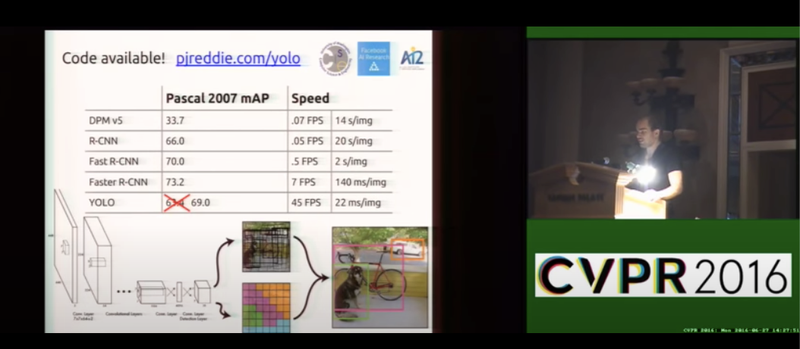 Code available! pjreddie.com/yolo
Facebook AI Research
AI2
Pascal 2007 mAP Speed
DPM v5 33.7 .07 FPS 14 s/img
R-CNN 66.0 .05 FPS 20 s/img
Fast R-CNN 70.0 .5 FPS 2 s/img
Faster R-CNN 73.2 7 FPS 140 ms/img
YOLO 63.4 69.0 45 FPS 22 ms/img
CVPR 2016
CVPR 2016: Mon 2016-06-27 14:27:51